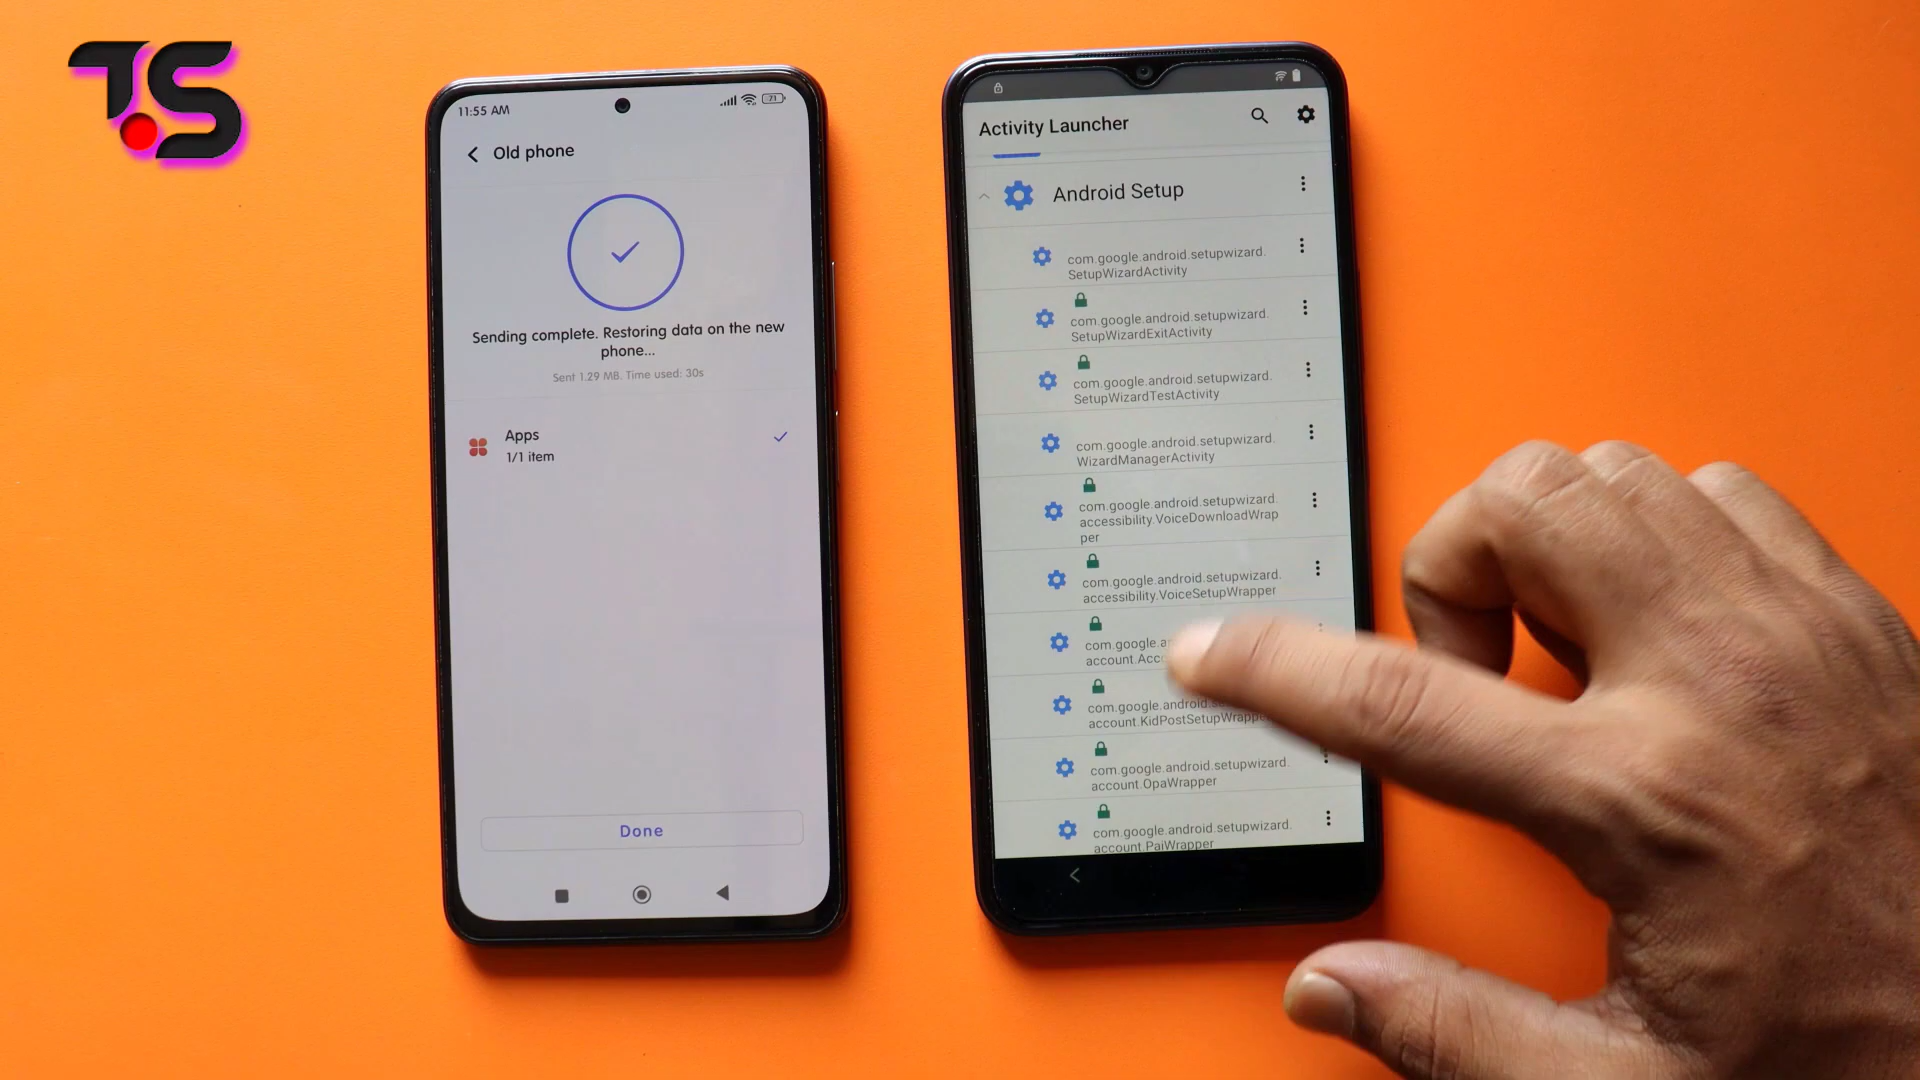 T.S
11:55 AM
71
Old phone
Sending complete. Restoring data on the new
phone...
Sent 1.29 MB. Time used: 30s
Apps
1/1 item
Done
Activity Launcher
Android Setup
com.google.android.setupwizard.
SetupWizardActivity
com.google.android.setupwizard.
SetupWizardExitActivity
com.google.android.setupwizard.
SetupWizardTestActivity
com.google.android.setupwizard.
WizardManagerActivity
com.google.android.setupwizard.
accessibility.VoiceDownloadWrap
per
com.google.android.setupwizard.
accessibility.VoiceSetupWrapper
com.google.
account.
com.google.android.
account.KidPostSetupWrapper
com.google.android.setupwizard.
account.OpaWrapper
com.google.android.setupwizard.
account.PaiWrapper